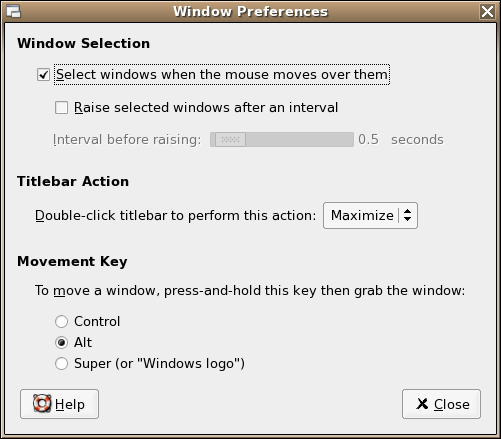 Window Preferences
Window Selection
Select windows when the mouse moves over them
Raise selected windows after an interval
Interval before raising: 0.5 seconds
Titlebar Action
Double-click titlebar to perform this action: Maximize
Movement Key
To move a window, press-and-hold this key then grab the window:
Control
Alt
Super (or "Windows logo")
Help Close